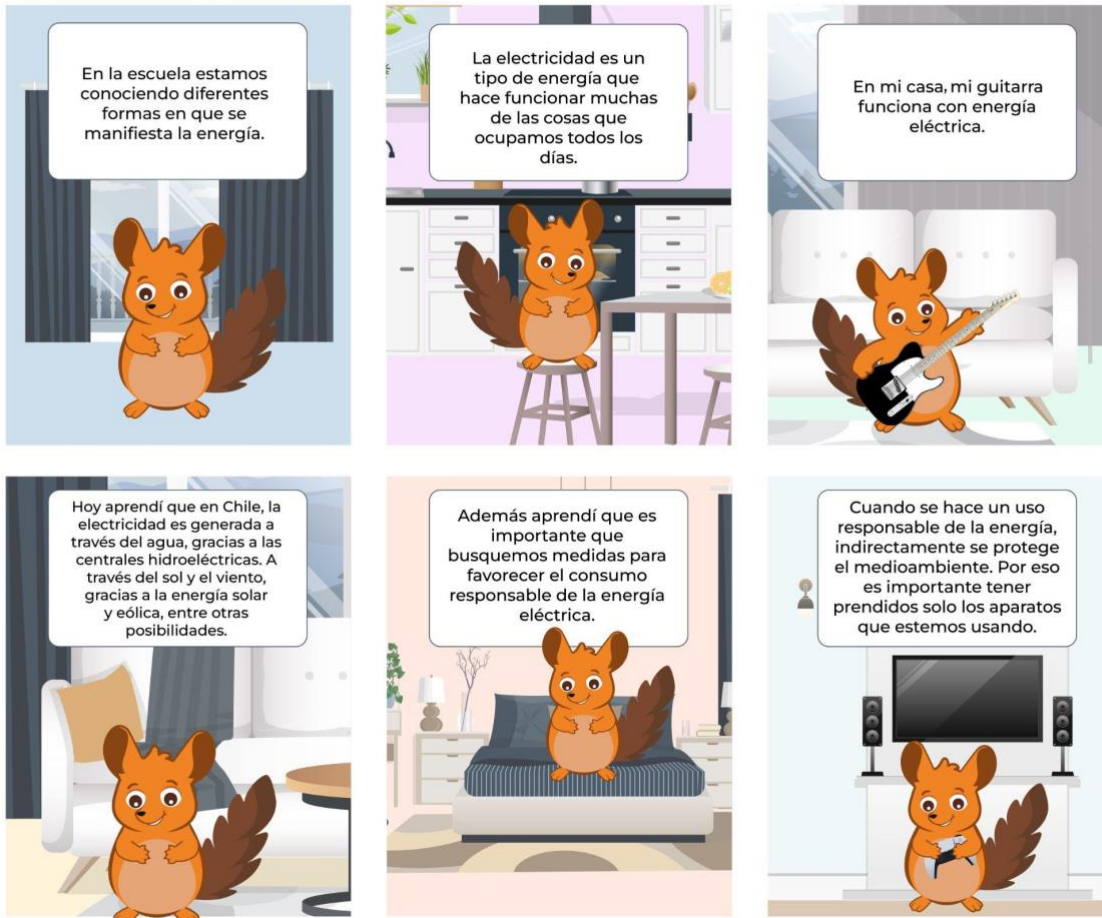 En la escuela estamos
conociendo diferentes
formas en que se
manifiesta la energía.
La electricidad es un
tipo de energía que
hace funcionar muchas
de las cosas que
ocupamos todos los
días.
En mi casa, mi guitarra
funciona con energía
eléctrica.
Hoy aprendí que en Chile, la
electricidad es generada a
través del agua, gracias a las
centrales hidroeléctricas. A
través del sol y el viento,
gracias a la energía solar
y eólica, entre otras
posibilidades.
Además aprendí que es
importante que
busquemos medidas para
favorecer el consumo
responsable de la energía
eléctrica.
Cuando se hace un uso
responsable de la energía,
indirectamente se protege
el medioambiente. Por eso
es importante tener
prendidos solo los aparatos
que estemos usando.